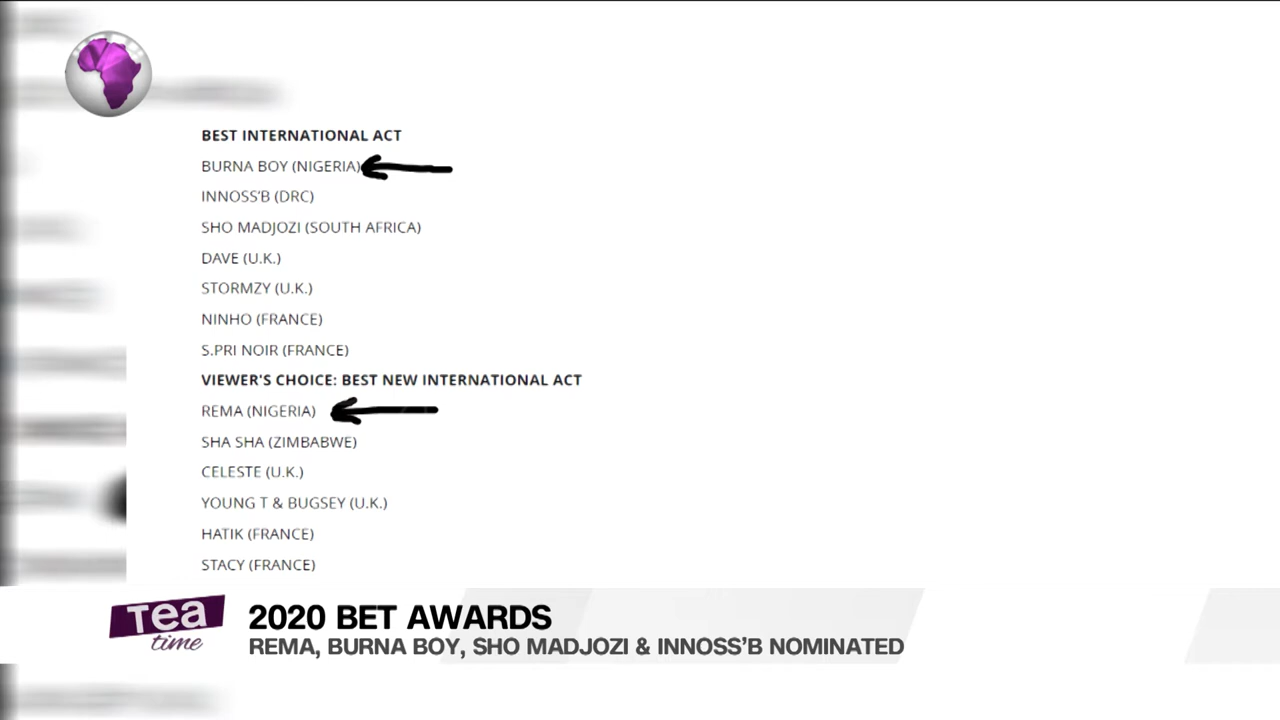 BEST INTERNATIONAL ACT
BURNA BOY (NIGERIA)
INNOSS'B (DRC)
SHO MADJOZI (SOUTH AFRICA)
DAVE (U.K.)
STORMZY (U.K.)
NINHO (FRANCE)
S.PRI NOIR (FRANCE)
VIEWER'S CHOICE: BEST NEW INTERNATIONAL ACT
REMA (NIGERIA)
SHA SHA (ZIMBABWE)
CELESTE (U.K.)
YOUNG T & BUGSEY (U.K.)
HATIK (FRANCE)
STACY (FRANCE)
Tea
time
2020 BET AWARDS
REMA, BURNA BOY, SHO MADJOZI & INNOSS'B NOMINATED